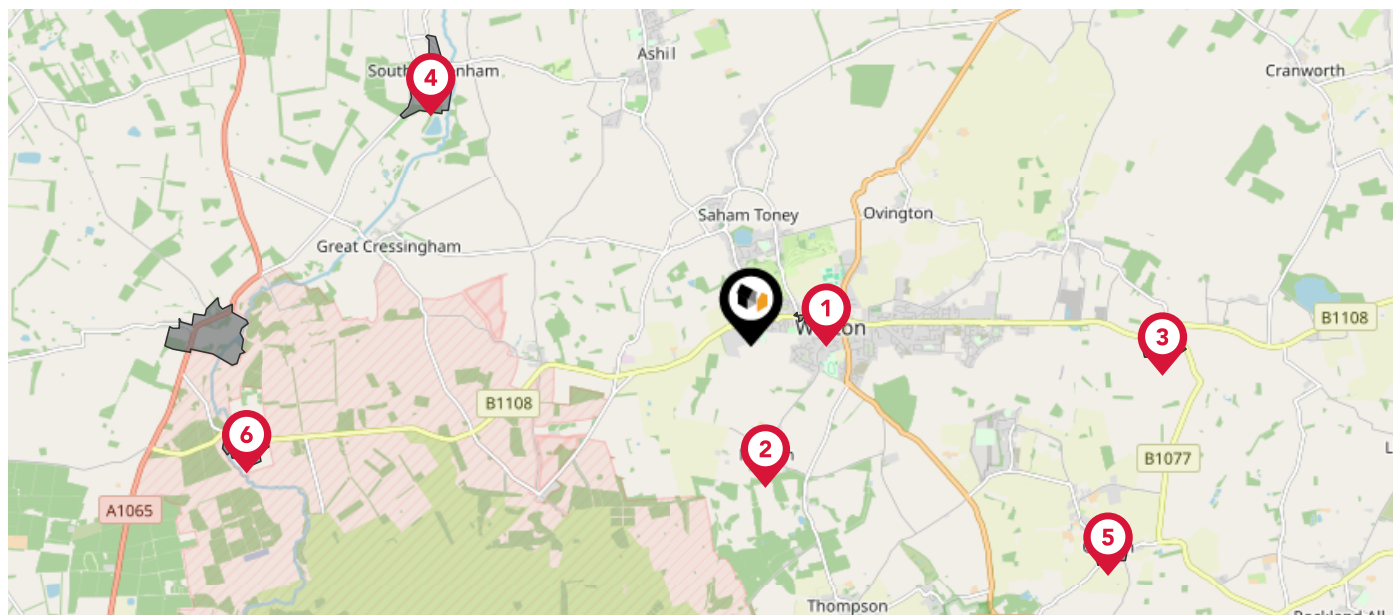 Ashil
Cranworth
4
Saham Toney
Ovington
Great Cressingham
1
B1108
3
B1108
2
6
B1077
A1065
5
Thompson